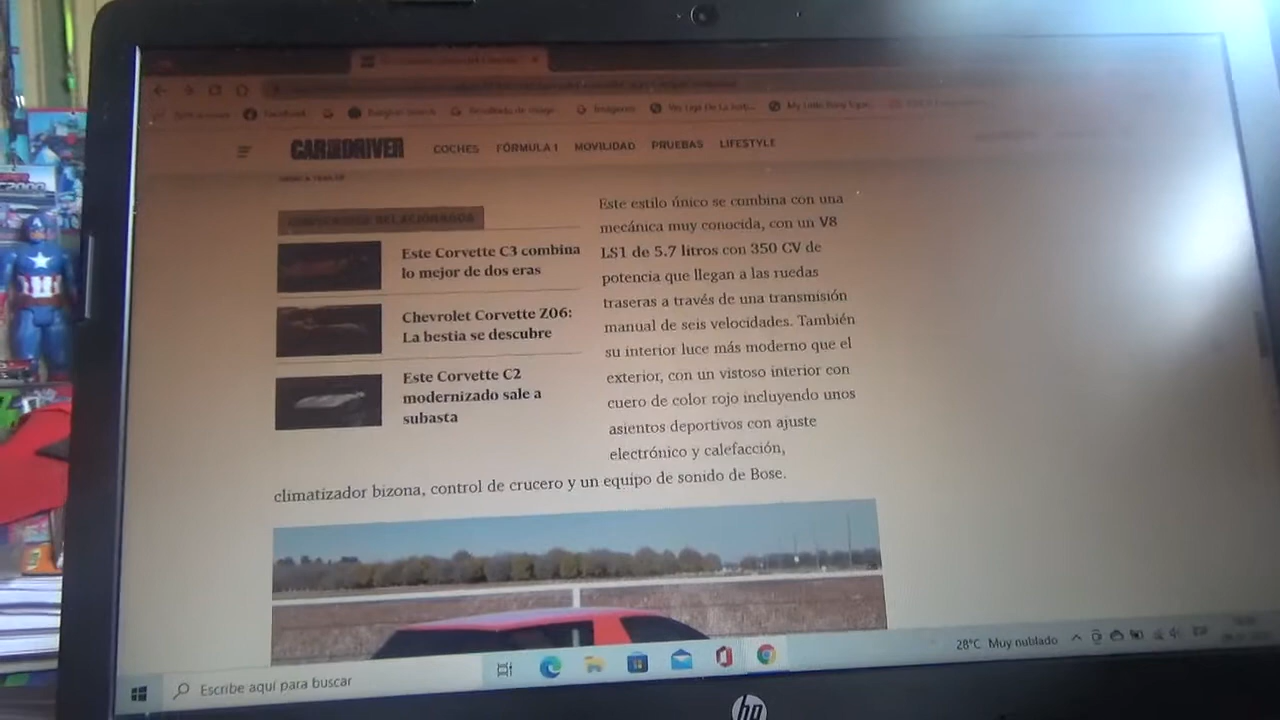 Facebook
Imágenes
CAR AND DRIVER
COCHES FÓRMULA 1 MOVILIDAD PRUEBAS LIFESTYLE
CONTENIDOS RELACIONADOS
Este Corvette C3 combina
lo mejor de dos eras
Chevrolet Corvette Z06:
La bestia se descubre
Este Corvette C2
modernizado sale a
subasta
Este estilo único se combina con una
mecánica muy conocida, con un V8
LS1 de 5.7 litros con 350 CV de
potencia que llegan a las ruedas
traseras a través de una transmisión
manual de seis velocidades. También
su interior luce más moderno que el
exterior, con un vistoso interior con
cuero de color rojo incluyendo unos
asientos deportivos con ajuste
electrónico y calefacción,
climatizador bizona, control de crucero y un equipo de sonido de Bose.
Escribe aquí para buscar
28°C Muy nublado
hp